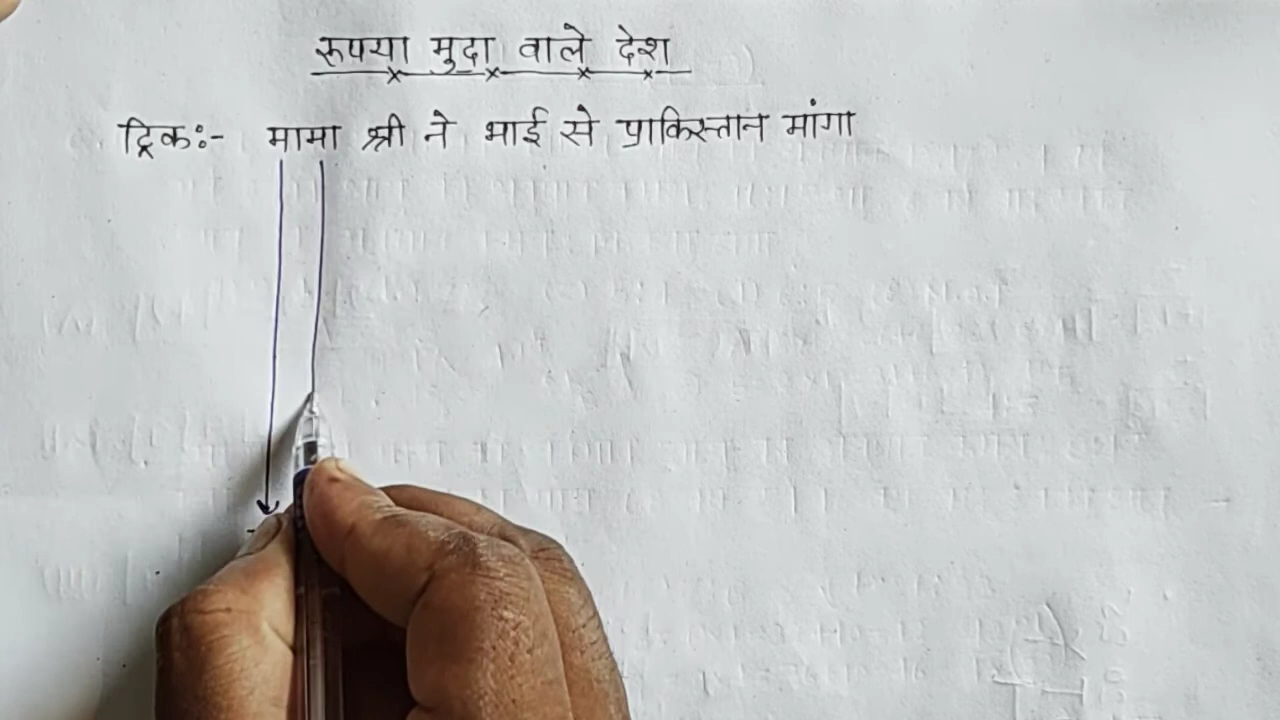 रूपया मुद्रा वाले देश
ट्रिक:- मामा श्री ने भाई से पाकिस्तान मांगा